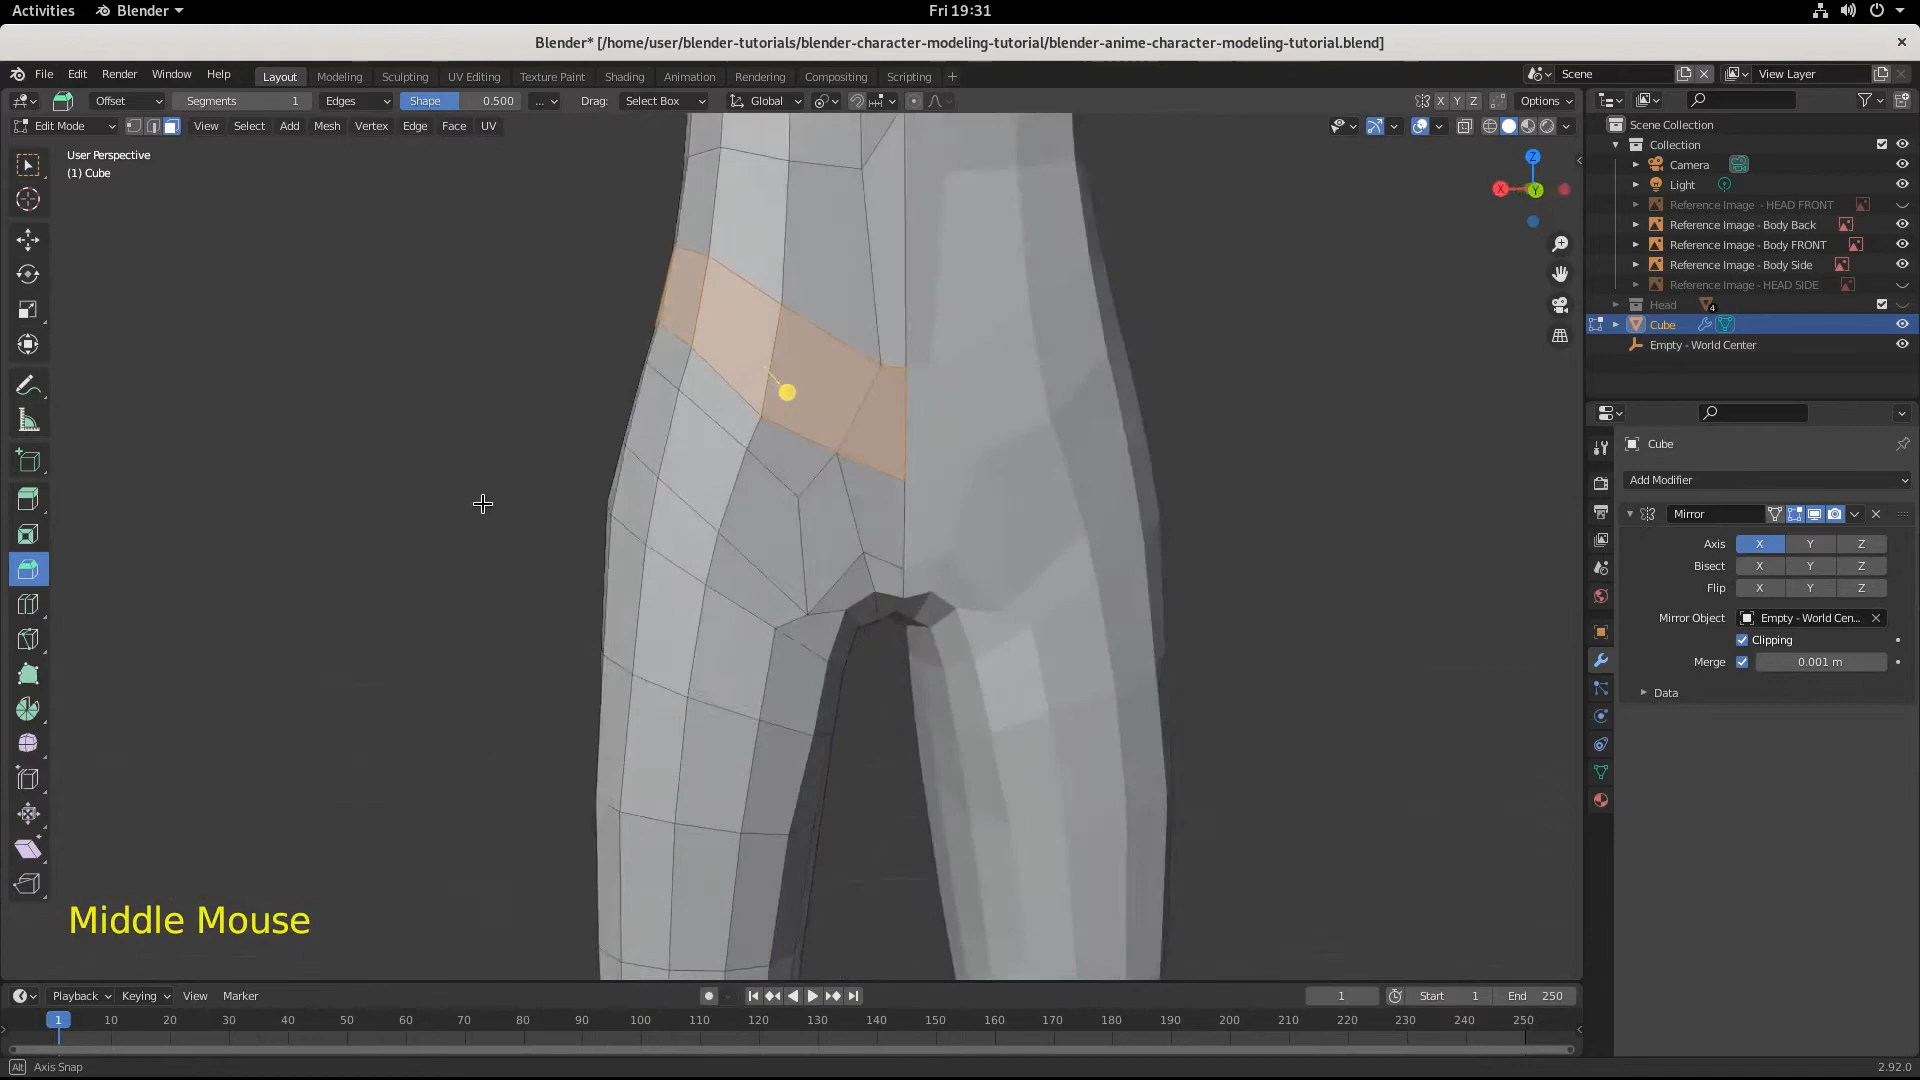 Activities Blender Fri 19:31
Blender* [/home/user/blender-tutorials/blender-character-modeling-tutorial/blender-anime-character-modeling-tutorial.blend]
File Edit Render Window Help Layout Modeling Sculpting UV Editing Texture Paint Shading Animation Rendering Compositing Scripting + Scene View Layer
Offset Segments 1 Edges Shape 0.500 ... Drag: Select Box Global X Y Z Options
Edit Mode View Select Add Mesh Vertex Edge Face UV
User Perspective
(1) Cube
Z
X Y
Scene Collection
Collection
Camera
Light
Reference Image - HEAD FRONT
Reference Image - Body Back
Reference Image - Body FRONT
Reference Image - Body Side
Reference Image - HEAD SIDE
Head 4
Cube
Empty - World Center
Cube
Add Modifier
Mirror
Axis X Y Z
Bisect X Y Z
Flip X Y Z
Mirror Object Empty - World Cen...
Clipping
Merge 0.001 m
Data
Middle Mouse
Playback Keying View Marker 1 Start 1 End 250
1 10 20 30 40 50 60 70 80 90 100 110 120 130 140 150 160 170 180 190 200 210 220 230 240 250
Alt Axis Snap 2.92.0